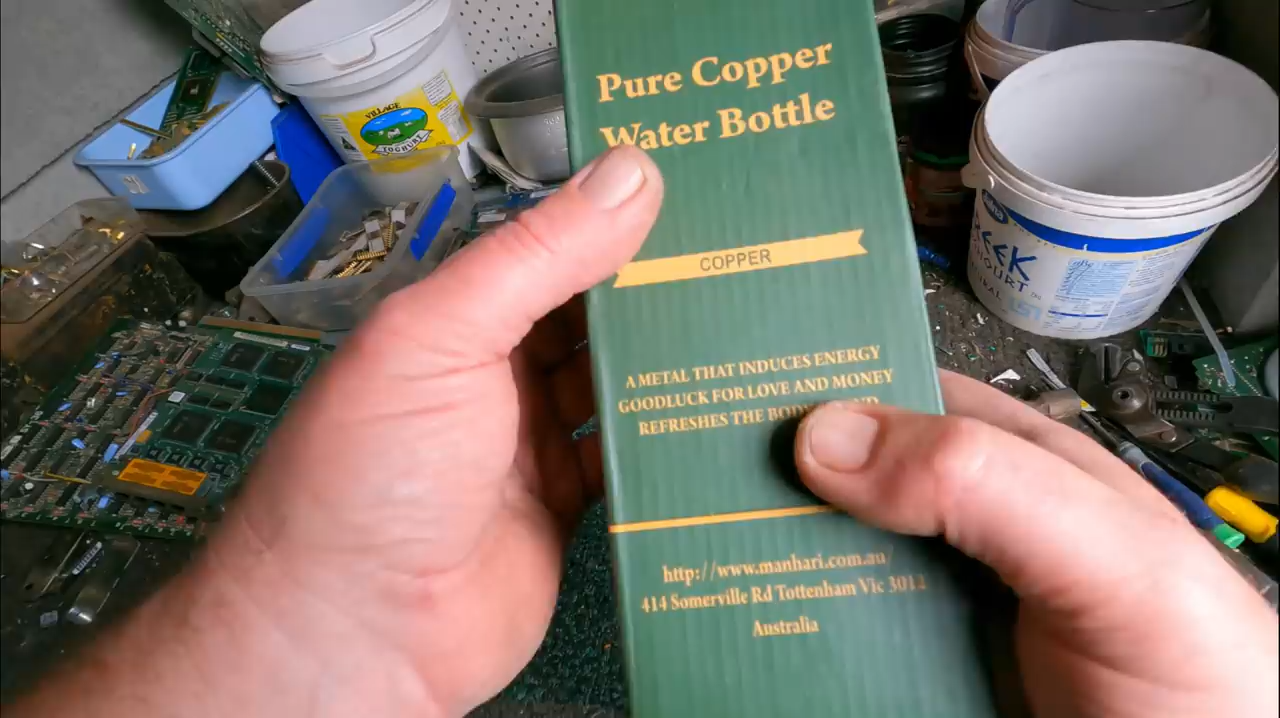 Pure Copper
Water Bottle
COPPER
A METAL THAT INDUCES ENERGY
GOODLUCK FOR LOVE AND MONEY
REFRESHES THE BODY
http://www.manhari.com.au/
414 Somerville Rd Tottenham Vic 3012
Australia
VILLAGE
YOGHURT